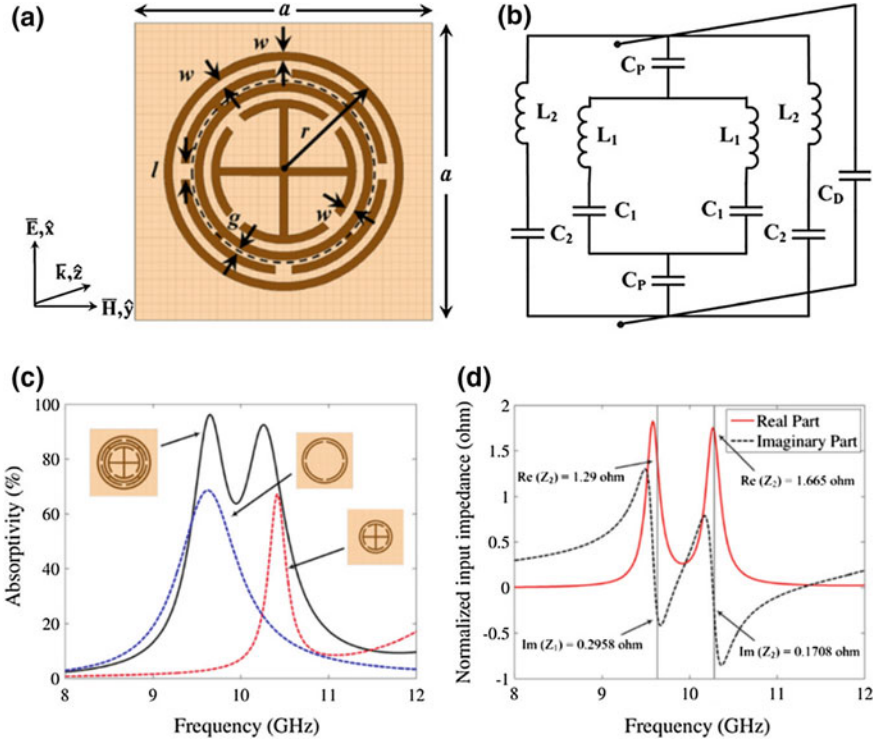 (a)
a
w
w
r
a
l
g
w
E̅,x̂
k̅,ẑ
H̅,ŷ
(b)
C_P
L_2
L_1
L_1
L_2
C_D
C_2
C_1
C_1
C_2
C_P
(c)
100
80
60
40
20
0
Absorptivity (%)
8
9
10
11
12
Frequency (GHz)
(d)
2
1.5
1
0.5
0
-0.5
-1
Normalized input impedance (ohm)
Real Part
Imaginary Part
Re (Z_2) = 1.29 ohm
Re (Z_2) = 1.665 ohm
Im (Z_1) = 0.2958 ohm
Im (Z_2) = 0.1708 ohm
8
9
10
11
12
Frequency (GHz)